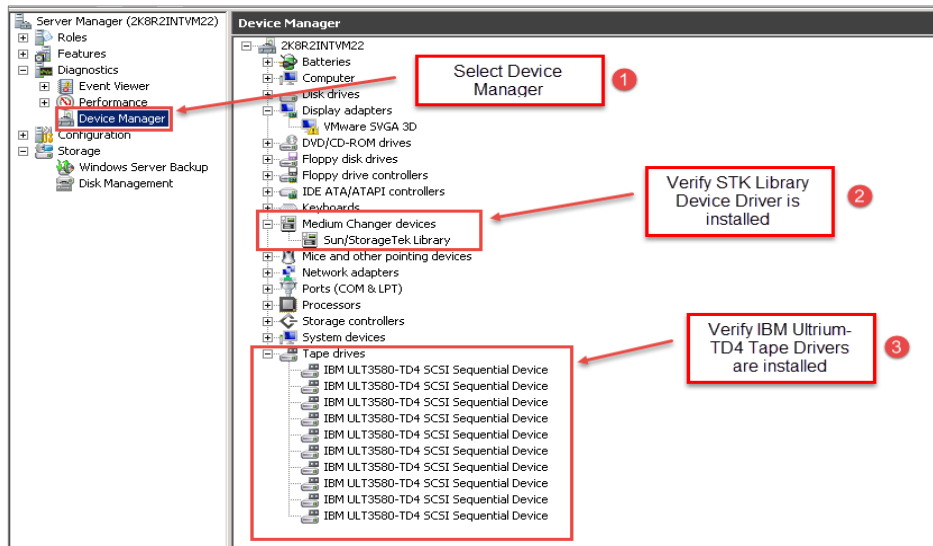 Server Manager (2K8R2INTVM22)
Roles
Features
Diagnostics
Event Viewer
Performance
Device Manager
Configuration
Storage
Windows Server Backup
Disk Management
Device Manager
2K8R2INTVM22
Batteries
Computer
Disk drives
Display adapters
VMware SVGA 3D
DVD/CD-ROM drives
Floppy disk drives
Floppy drive controllers
IDE ATA/ATAPI controllers
Keyboards
Medium Changer devices
Sun/StorageTek Library
Mice and other pointing devices
Network adapters
Ports (COM & LPT)
Processors
Storage controllers
System devices
Tape drives
IBM ULT3580-TD4 SCSI Sequential Device
IBM ULT3580-TD4 SCSI Sequential Device
IBM ULT3580-TD4 SCSI Sequential Device
IBM ULT3580-TD4 SCSI Sequential Device
IBM ULT3580-TD4 SCSI Sequential Device
IBM ULT3580-TD4 SCSI Sequential Device
IBM ULT3580-TD4 SCSI Sequential Device
IBM ULT3580-TD4 SCSI Sequential Device
IBM ULT3580-TD4 SCSI Sequential Device
IBM ULT3580-TD4 SCSI Sequential Device
Select Device
Manager
1
Verify STK Library
Device Driver is
installed
2
Verify IBM Ultrium-
TD4 Tape Drivers
are installed
3